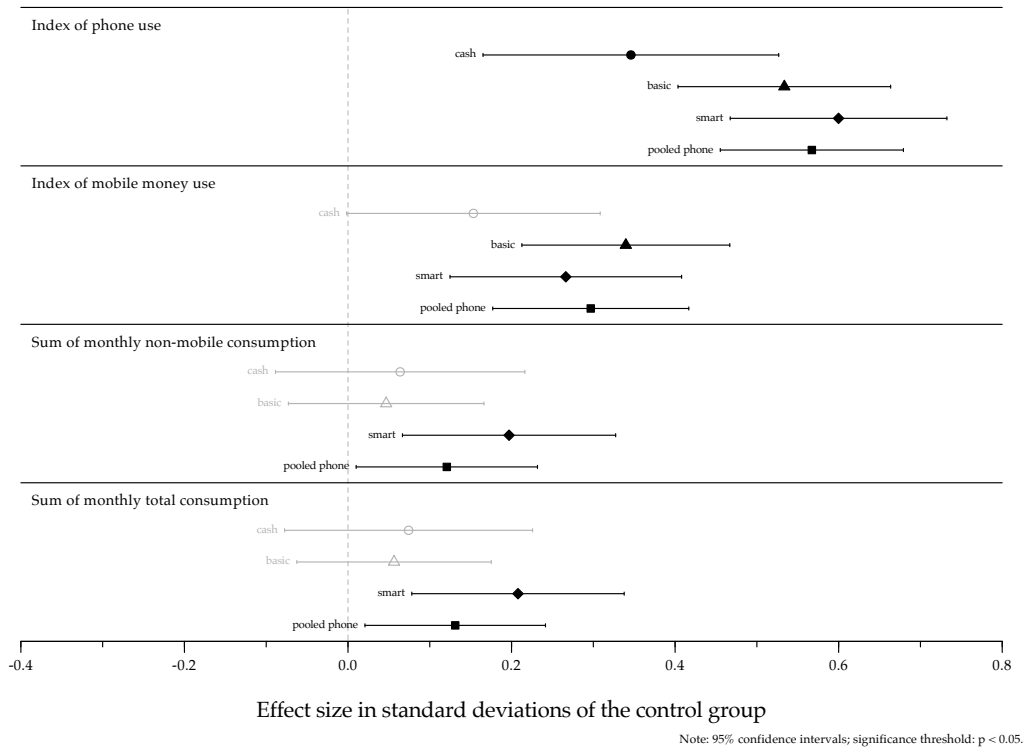 Index of phone use
cash
basic
smart
pooled phone
Index of mobile money use
cash
basic
smart
pooled phone
Sum of monthly non-mobile consumption
cash
basic
smart
pooled phone
Sum of monthly total consumption
cash
basic
smart
pooled phone
-0.4 -0.2 0.0 0.2 0.4 0.6 0.8
Effect size in standard deviations of the control group
Note: 95% confidence intervals; significance threshold: p < 0.05.